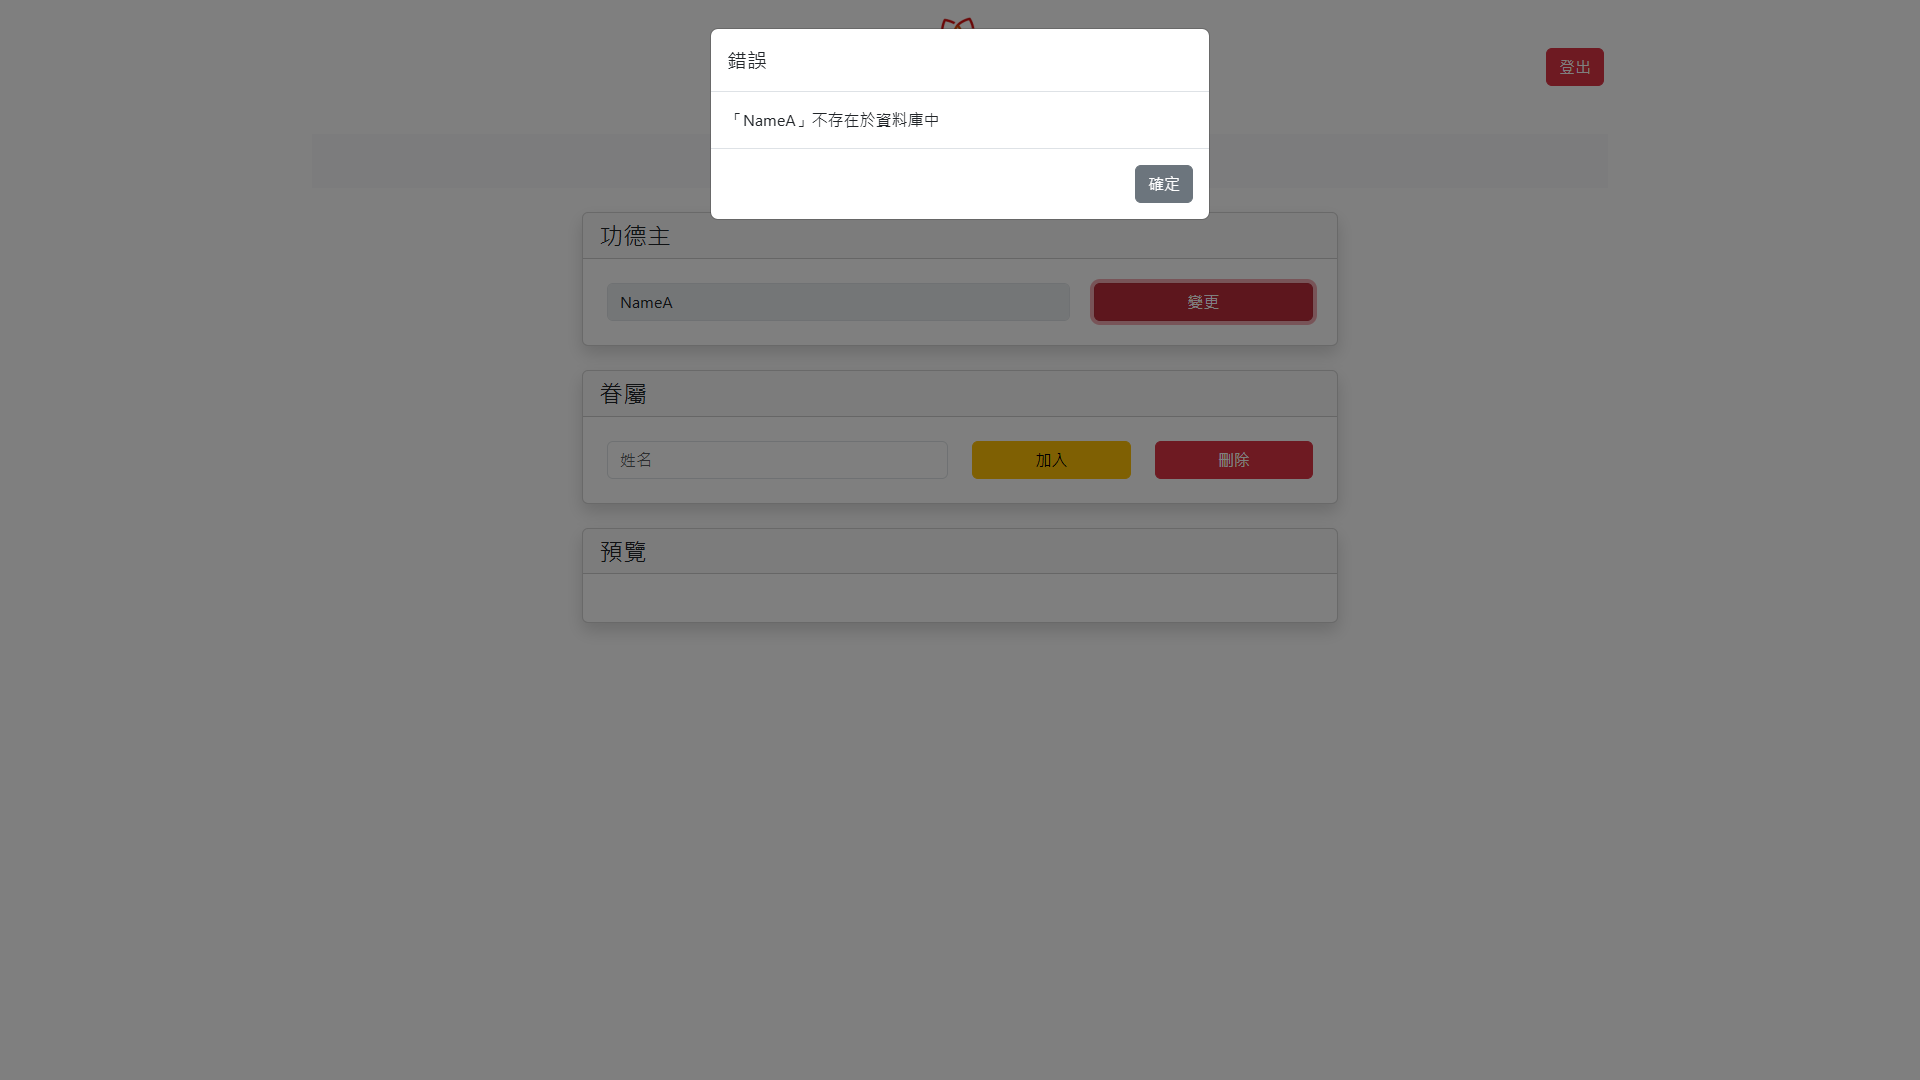 錯誤
「NameA」不存在於資料庫中
確定
登出
功德主
NameA
變更
眷屬
姓名
加入
刪除
預覽